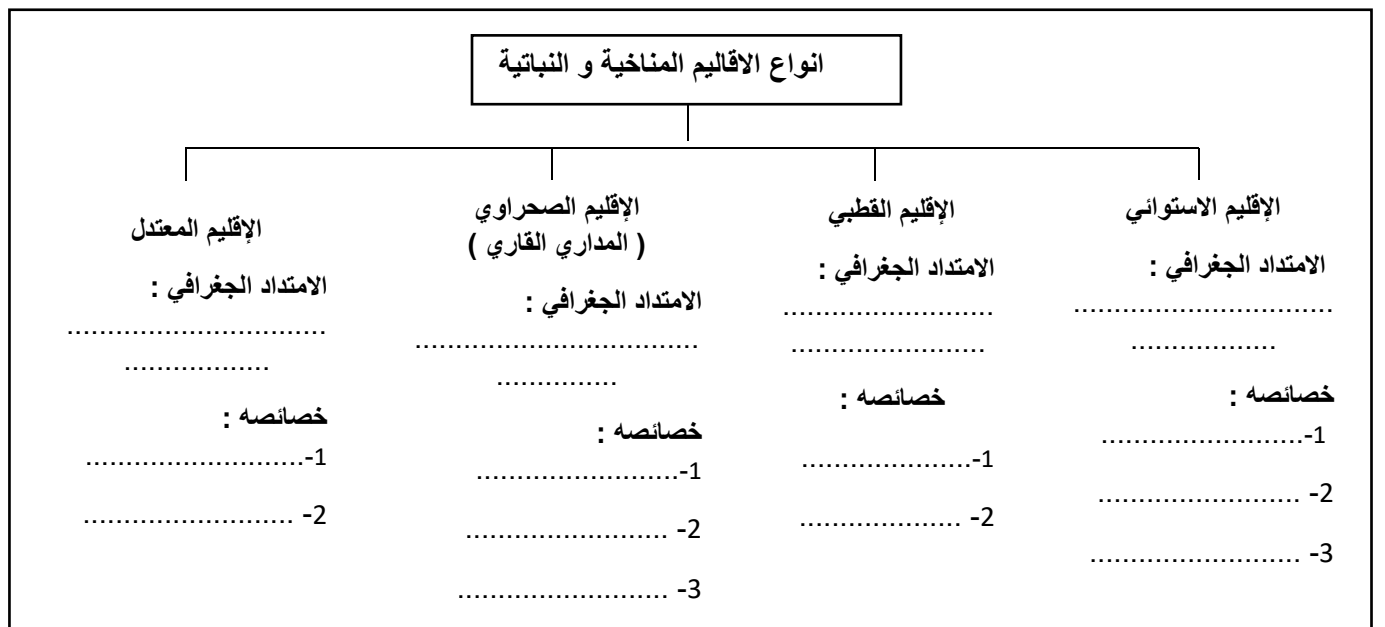 انواع الاقاليم المناخية و النباتية
الإقليم الاستوائي
الامتداد الجغرافي :
................................
..................
خصائصه :
1-.........................
2- .........................
3- ..........................
الإقليم القطبي
الامتداد الجغرافي :
..........................
........................
خصائصه :
1-.....................
2- ....................
الإقليم الصحراوي
( المداري القاري )
الامتداد الجغرافي :
...................................
...............
خصائصه :
1-.........................
2- .........................
3- ..........................
الإقليم المعتدل
الامتداد الجغرافي :
................................
..................
خصائصه :
1-...........................
2- ..........................